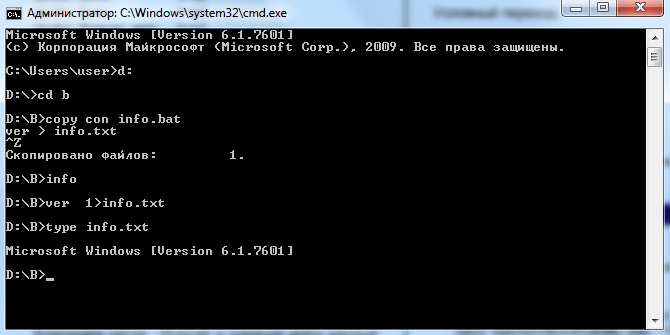 Администратор: C:\Windows\system32\cmd.exe
Microsoft Windows [Version 6.1.7601]
(c) Корпорация Майкрософт (Microsoft Corp.), 2009. Все права защищены.
C:\Users\user>d:
D:\>cd b
D:\B>copy con info.bat
ver > info.txt
^Z
Скопировано файлов:         1.
D:\B>info
D:\B>ver  1>info.txt
D:\B>type info.txt
Microsoft Windows [Version 6.1.7601]
D:\B>_